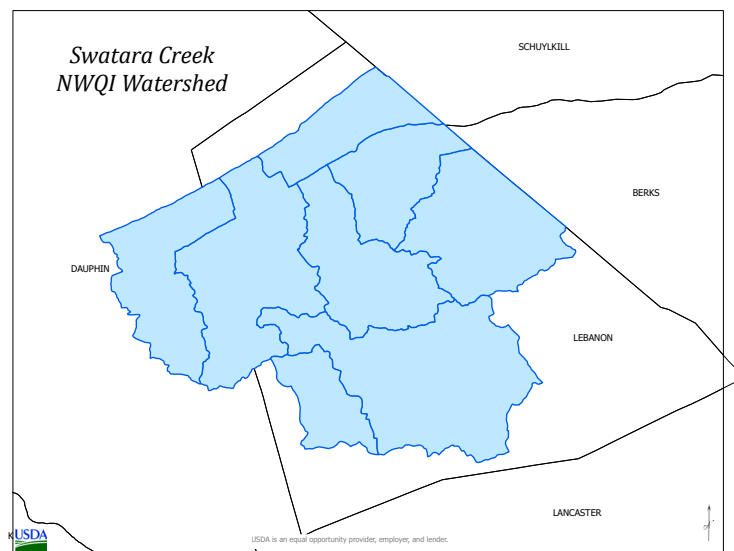 Swatara Creek
NWQI Watershed
SCHUYLKILL
BERKS
DAUPHIN
LEBANON
LANCASTER
USDA
USDA is an equal opportunity provider, employer, and lender.